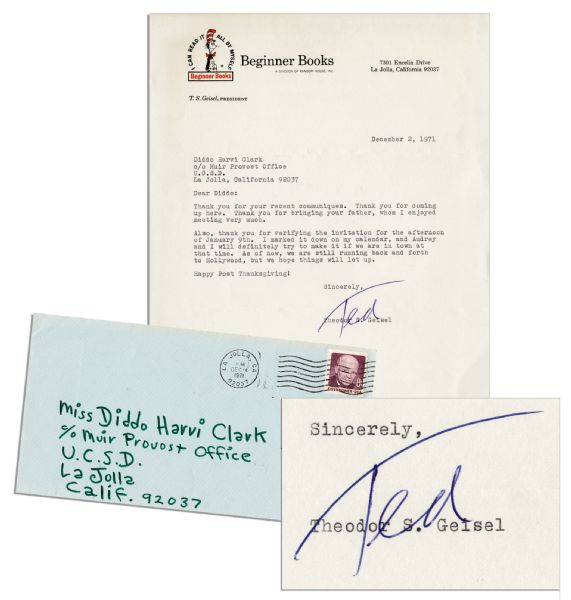 I CAN READ IT ALL BY MYSELF
Beginner Books
Beginner Books
A DIVISION OF RANDOM HOUSE, INC.
7301 Encelia Drive
La Jolla, California 92037
T. S. Geisel, PRESIDENT
December 2, 1971
Diddo Harvi Clark
c/o Muir Provost Office
U.C.S.D.
La Jolla, California 92037
Dear Diddo:
Thank you for your recent communiques. Thank you for coming
up here. Thank you for bringing your father, whom I enjoyed
meeting very much.
Also, thank you for verifying the invitation for the afternoon
of January 9th. I marked it down on my calendar, and Audrey
and I will definitely try to make it if we are in town at
that time. As of now, we are still running back and forth
to Hollywood, but we hope things will let up.
Happy Post Thanksgiving!
Sincerely,
Ted
Theodor S. Geisel
LA JOLLA, CA
PM
DEC 14
1971
92037
EISENHOWER USA
Miss Diddo Harvi Clark
c/o Muir Provost Office
U.C.S.D.
La Jolla
Calif. 92037
Sincerely,
Ted
Theodor S. Geisel